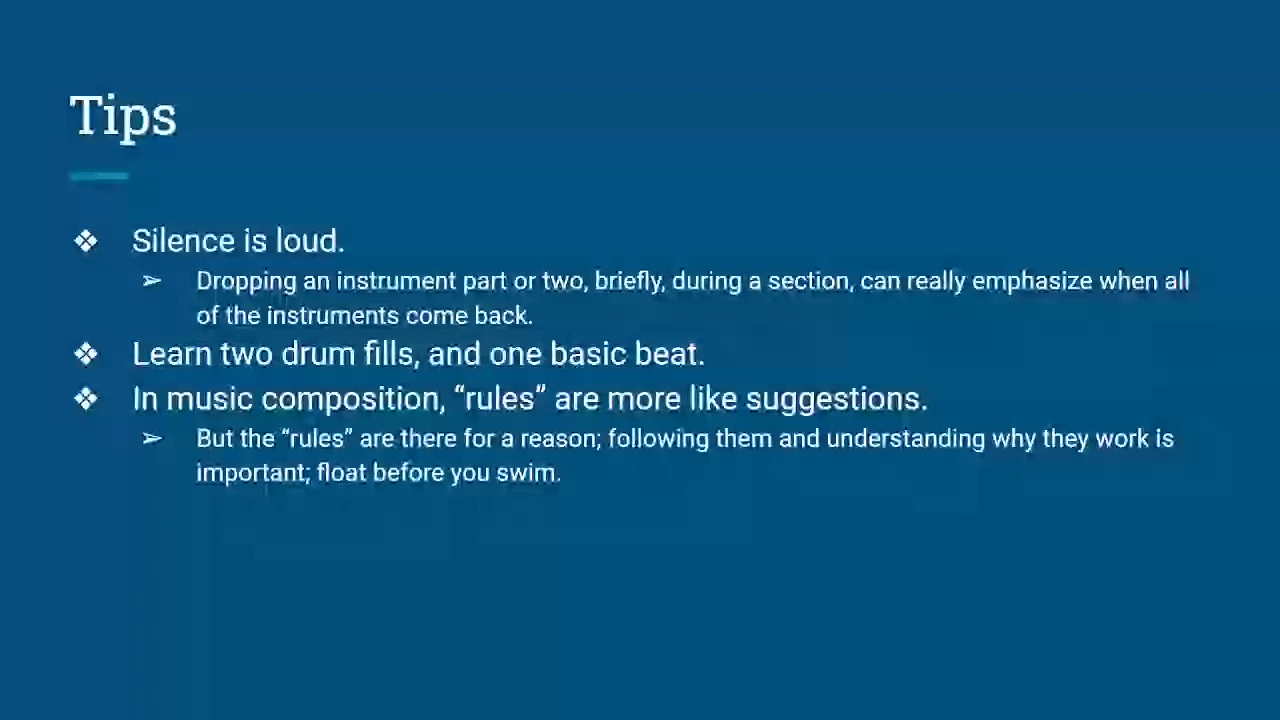 Tips
❖ Silence is loud.
➢ Dropping an instrument part or two, briefly, during a section, can really emphasize when all
of the instruments come back.
❖ Learn two drum fills, and one basic beat.
❖ In music composition, “rules” are more like suggestions.
➢ But the “rules” are there for a reason; following them and understanding why they work is
important; float before you swim.